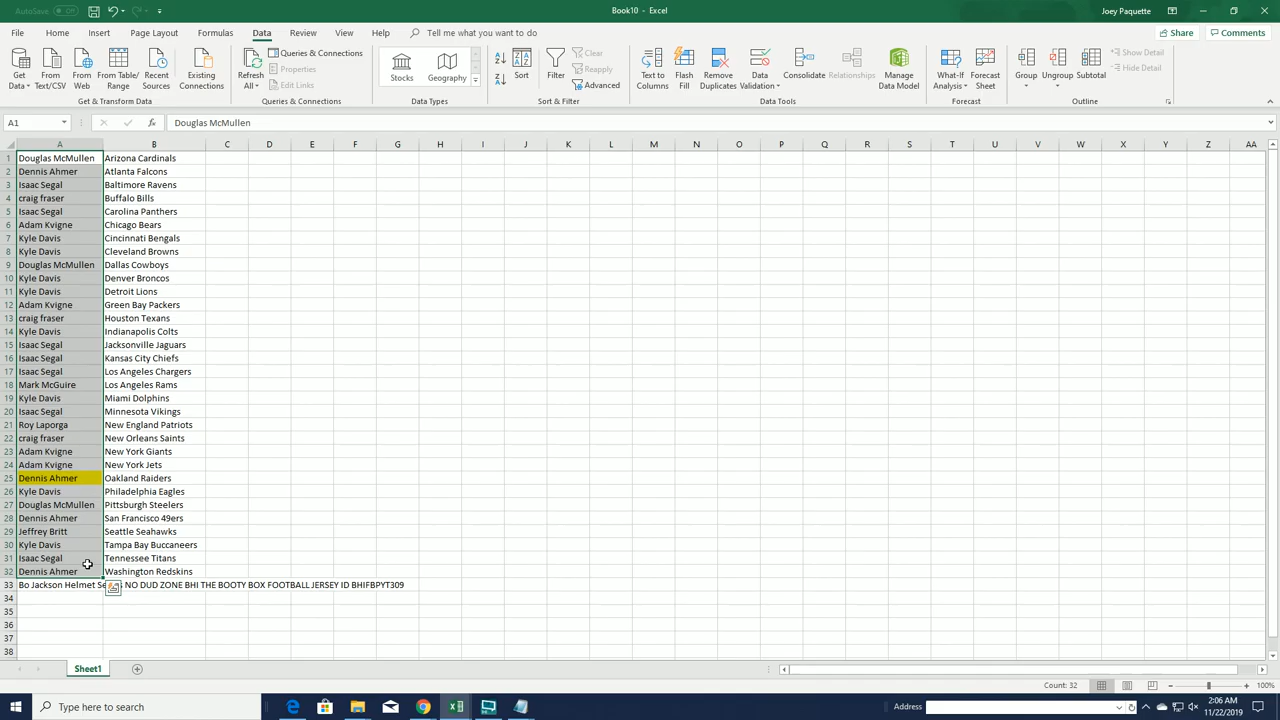 AutoSave Off Book10 - Excel Joey Paquette
File Home Insert Page Layout Formulas Data Review View Help Tell me what you want to do Share Comments
Get Data From Text/CSV From Web From Table/ Range Recent Sources Existing Connections
Get & Transform Data
Refresh All Queries & Connections Properties Edit Links
Queries & Connections
Stocks Geography
Data Types
Sort Filter Clear Reapply Advanced
Sort & Filter
Text to Columns Flash Fill Remove Duplicates Data Validation Consolidate Relationships Manage Data Model
Data Tools
What-If Analysis Forecast Sheet
Forecast
Group Ungroup Subtotal Show Detail Hide Detail
Outline
A1 fx Douglas McMullen
A B C D E F G H I J K L M N O P Q R S T U V W X Y Z AA
1 Douglas McMullen Arizona Cardinals
2 Dennis Ahmer Atlanta Falcons
3 Isaac Segal Baltimore Ravens
4 craig fraser Buffalo Bills
5 Isaac Segal Carolina Panthers
6 Adam Kvigne Chicago Bears
7 Kyle Davis Cincinnati Bengals
8 Kyle Davis Cleveland Browns
9 Douglas McMullen Dallas Cowboys
10 Kyle Davis Denver Broncos
11 Kyle Davis Detroit Lions
12 Adam Kvigne Green Bay Packers
13 craig fraser Houston Texans
14 Kyle Davis Indianapolis Colts
15 Isaac Segal Jacksonville Jaguars
16 Isaac Segal Kansas City Chiefs
17 Isaac Segal Los Angeles Chargers
18 Mark McGuire Los Angeles Rams
19 Kyle Davis Miami Dolphins
20 Isaac Segal Minnesota Vikings
21 Roy Laporga New England Patriots
22 craig fraser New Orleans Saints
23 Adam Kvigne New York Giants
24 Adam Kvigne New York Jets
25 Dennis Ahmer Oakland Raiders
26 Kyle Davis Philadelphia Eagles
27 Douglas McMullen Pittsburgh Steelers
28 Dennis Ahmer San Francisco 49ers
29 Jeffrey Britt Seattle Seahawks
30 Kyle Davis Tampa Bay Buccaneers
31 Isaac Segal Tennessee Titans
32 Dennis Ahmer Washington Redskins
33 Bo Jackson Helmet Se s NO DUD ZONE BHI THE BOOTY BOX FOOTBALL JERSEY ID BHIFBPYT309
34
35
36
37
38
Sheet1
Count: 32 100%
Type here to search Address 2:06 AM
11/22/2019